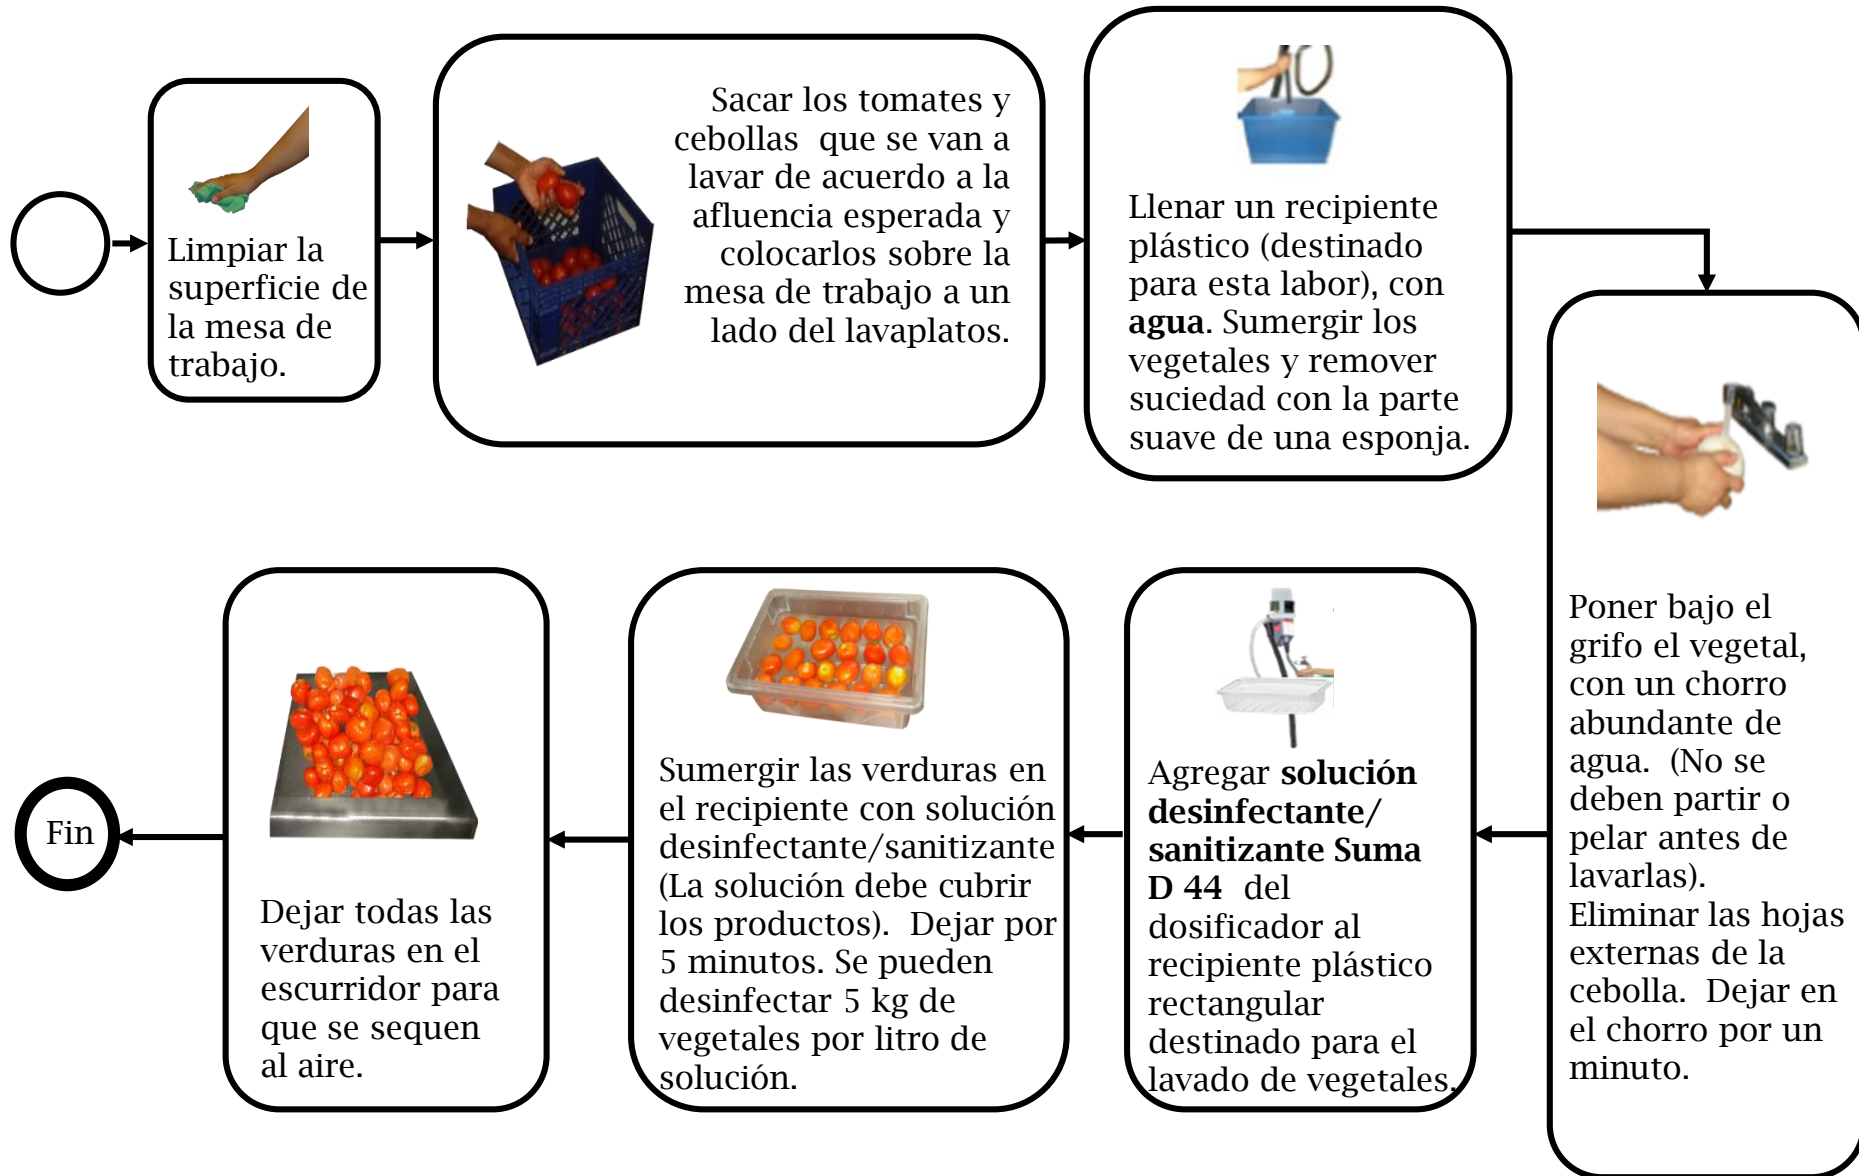 Limpiar la
superficie de
la mesa de
trabajo.
Sacar los tomates y
cebollas que se van a
lavar de acuerdo a la
afluencia esperada y
colocarlos sobre la
mesa de trabajo a un
lado del lavaplatos.
Llenar un recipiente
plástico (destinado
para esta labor), con
agua. Sumergir los
vegetales y remover
suciedad con la parte
suave de una esponja.
Poner bajo el
grifo el vegetal,
con un chorro
abundante de
agua. (No se
deben partir o
pelar antes de
lavarlas).
Eliminar las hojas
externas de la
cebolla. Dejar en
el chorro por un
minuto.
Agregar solución
desinfectante/
sanitizante Suma
D 44 del
dosificador al
recipiente plástico
rectangular
destinado para el
lavado de vegetales.
Sumergir las verduras en
el recipiente con solución
desinfectante/sanitizante
(La solución debe cubrir
los productos). Dejar por
5 minutos. Se pueden
desinfectar 5 kg de
vegetales por litro de
solución.
Dejar todas las
verduras en el
escurridor para
que se sequen
al aire.
Fin